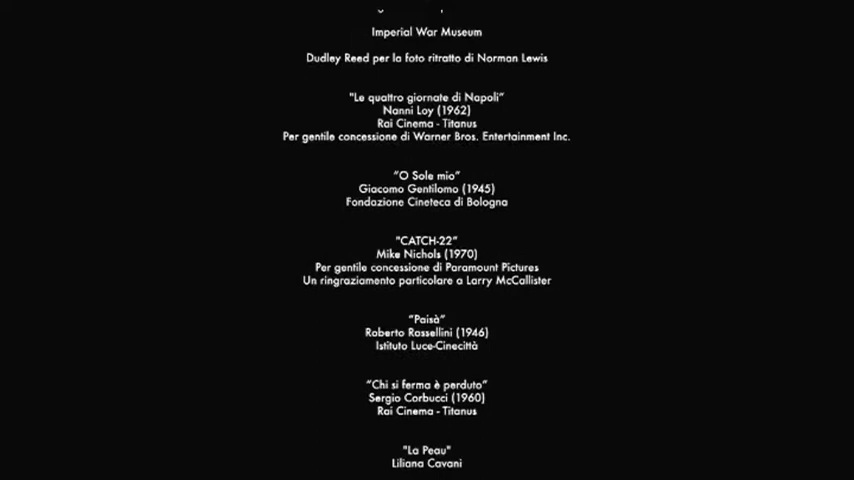 Imperial War Museum
Dudley Reed per la foto ritratto di Norman Lewis
"Le quattro giornate di Napoli"
Nanni Loy (1962)
Rai Cinema - Titanus
Per gentile concessione di Warner Bros. Entertainment Inc.
"O Sole mio"
Giacomo Gentilomo (1945)
Fondazione Cineteca di Bologna
"CATCH-22"
Mike Nichols (1970)
Per gentile concessione di Paramount Pictures
Un ringraziamento particolare a Larry McCallister
"Paisà"
Roberto Rossellini (1946)
Istituto Luce-Cinecittà
"Chi si ferma è perduto"
Sergio Corbucci (1960)
Rai Cinema - Titanus
"La Peau"
Liliana Cavani